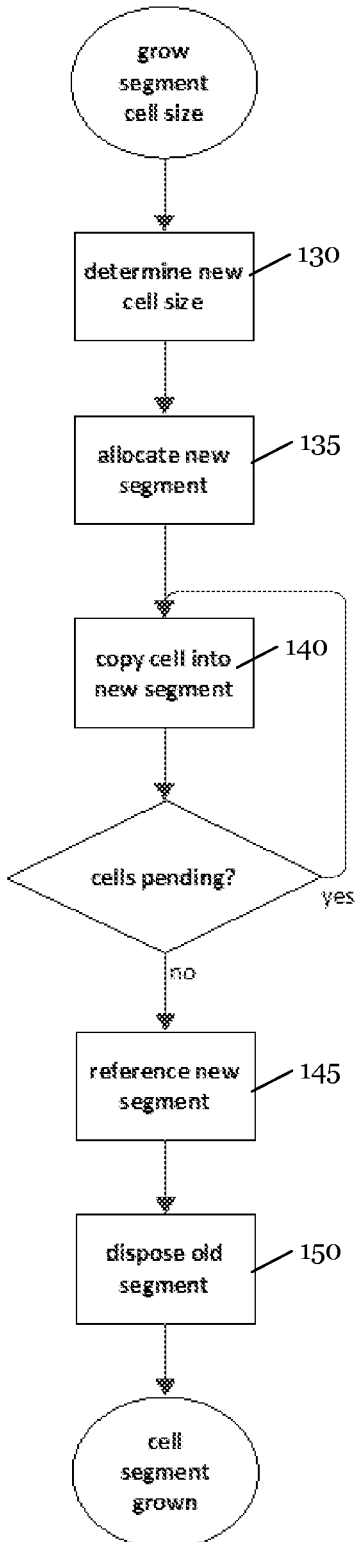 grow
segment
cell size
determine new
cell size
130
allocate new
segment
135
copy cell into
new segment
140
cells pending?
yes
no
reference new
segment
145
dispose old
segment
150
cell
segment
grown